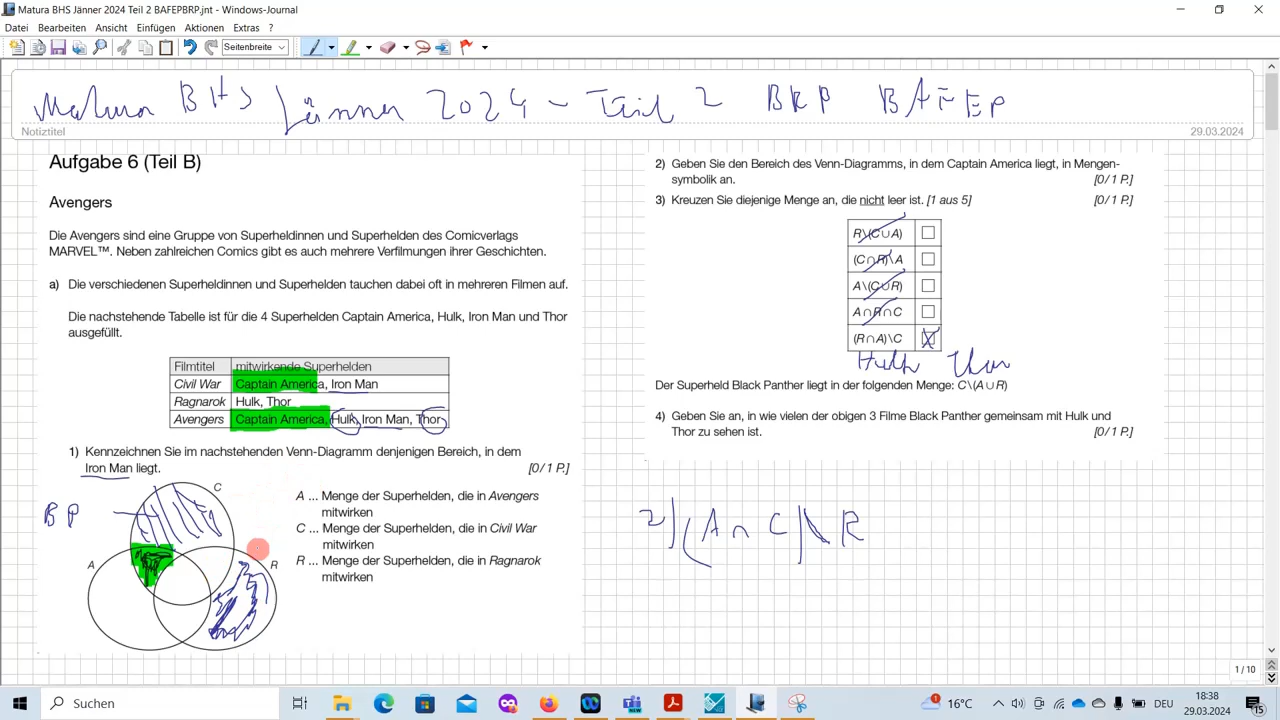 Matura BHS Jänner 2024 Teil 2 BAFEPBRP.jnt - Windows-Journal
Datei Bearbeiten Ansicht Einfügen Aktionen Extras ?
Seitenbreite
Matura BHS Jänner 2024 - Teil 2 BRP BAFEP
Notiztitel
29.03.2024
Aufgabe 6 (Teil B)
Avengers
Die Avengers sind eine Gruppe von Superheldinnen und Superhelden des Comicverlags
MARVEL™. Neben zahlreichen Comics gibt es auch mehrere Verfilmungen ihrer Geschichten.
a) Die verschiedenen Superheldinnen und Superhelden tauchen dabei oft in mehreren Filmen auf.
Die nachstehende Tabelle ist für die 4 Superhelden Captain America, Hulk, Iron Man und Thor
ausgefüllt.
Filmtitel mitwirkende Superhelden
Civil War Captain America, Iron Man
Ragnarok Hulk, Thor
Avengers Captain America, Hulk, Iron Man, Thor
1) Kennzeichnen Sie im nachstehenden Venn-Diagramm denjenigen Bereich, in dem
Iron Man liegt. [0/1 P.]
C
BP
A
R
A ... Menge der Superhelden, die in Avengers
mitwirken
C ... Menge der Superhelden, die in Civil War
mitwirken
R ... Menge der Superhelden, die in Ragnarok
mitwirken
2) Geben Sie den Bereich des Venn-Diagramms, in dem Captain America liegt, in Mengen-
symbolik an. [0/1 P.]
3) Kreuzen Sie diejenige Menge an, die nicht leer ist. [1 aus 5] [0/1 P.]
R\(C∪A)
(C∩R)\A
A\(C∪R)
A∩R∩C
(R∩A)\C
Hulk Thor
Der Superheld Black Panther liegt in der folgenden Menge: C\(A∪R)
4) Geben Sie an, in wie vielen der obigen 3 Filme Black Panther gemeinsam mit Hulk und
Thor zu sehen ist. [0/1 P.]
2) (A∩C)\R
1 / 10
Suchen
16°C
DEU
18:38
29.03.2024
15